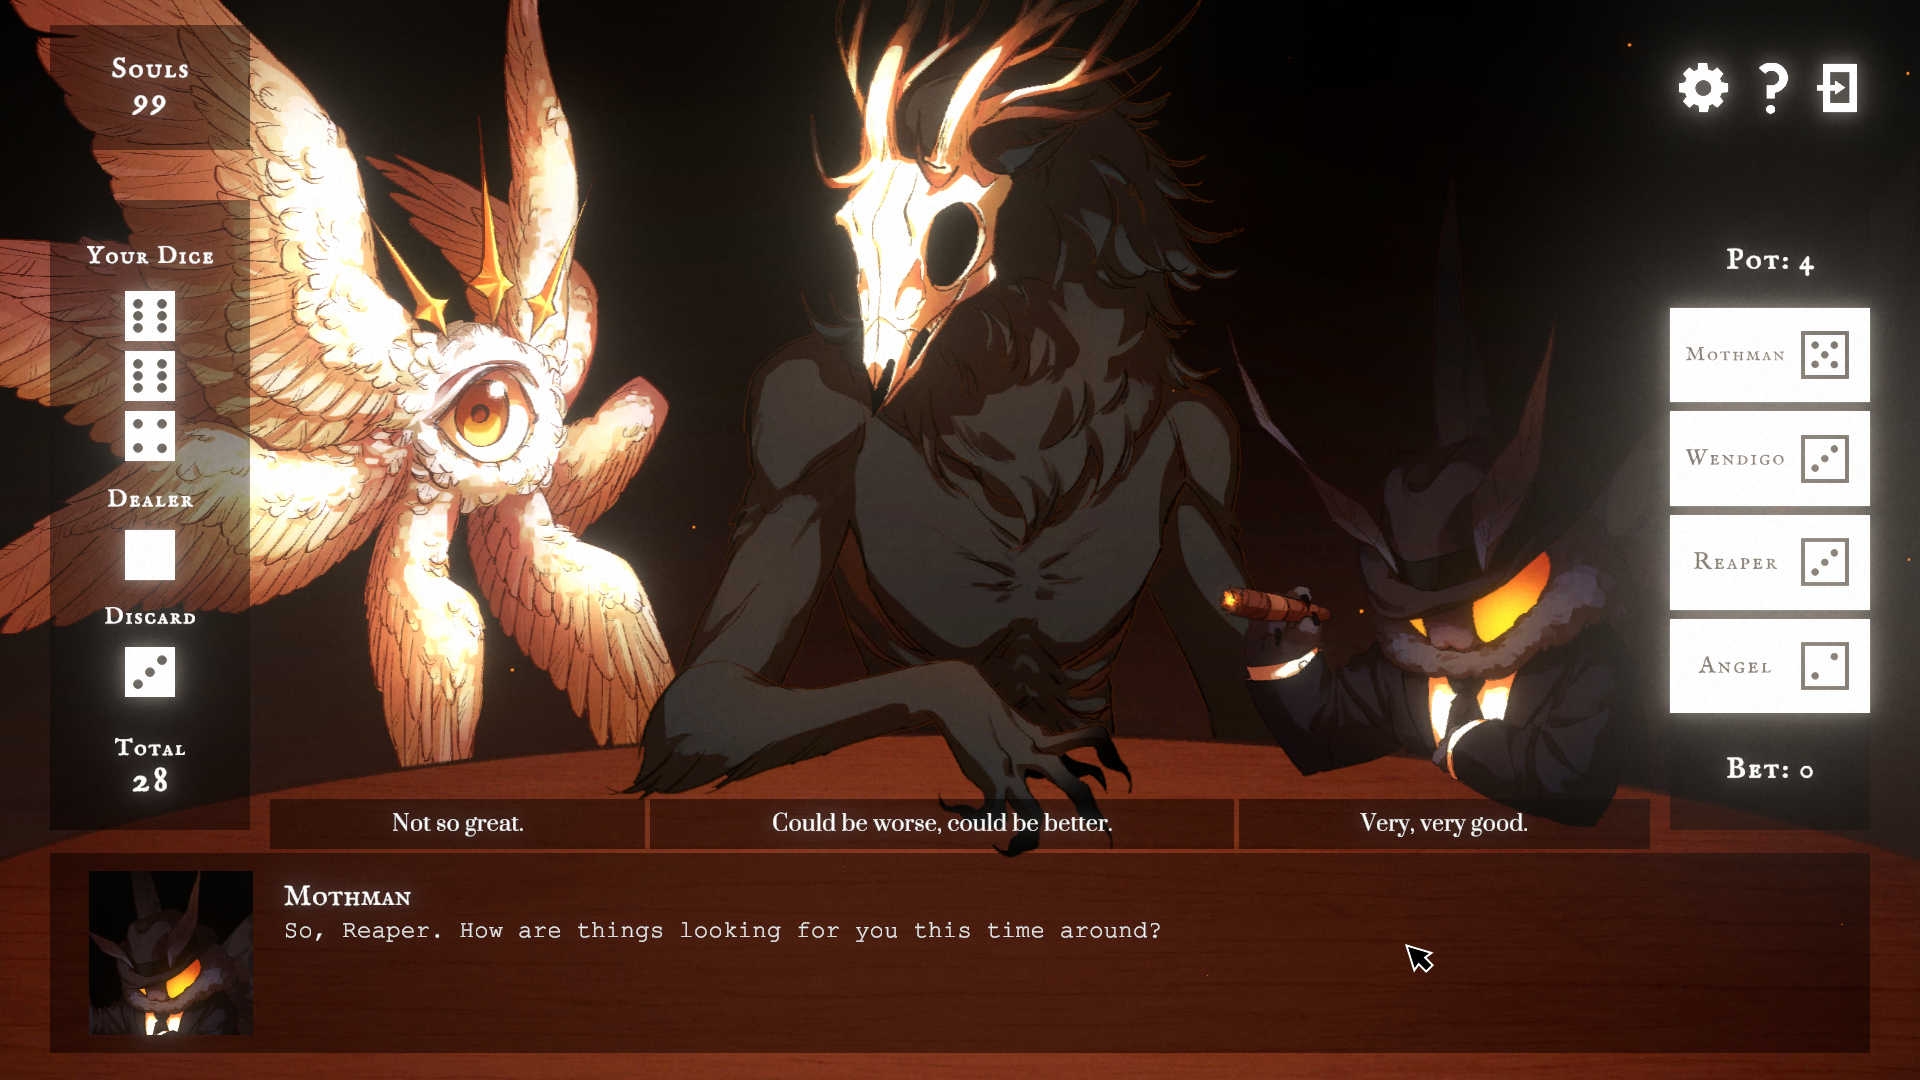 Souls
99
Your Dice
Dealer
Discard
Total
28
?
Pot: 4
Mothman
Wendigo
Reaper
Angel
Bet: 0
Not so great.
Could be worse, could be better.
Very, very good.
Mothman
So, Reaper. How are things looking for you this time around?